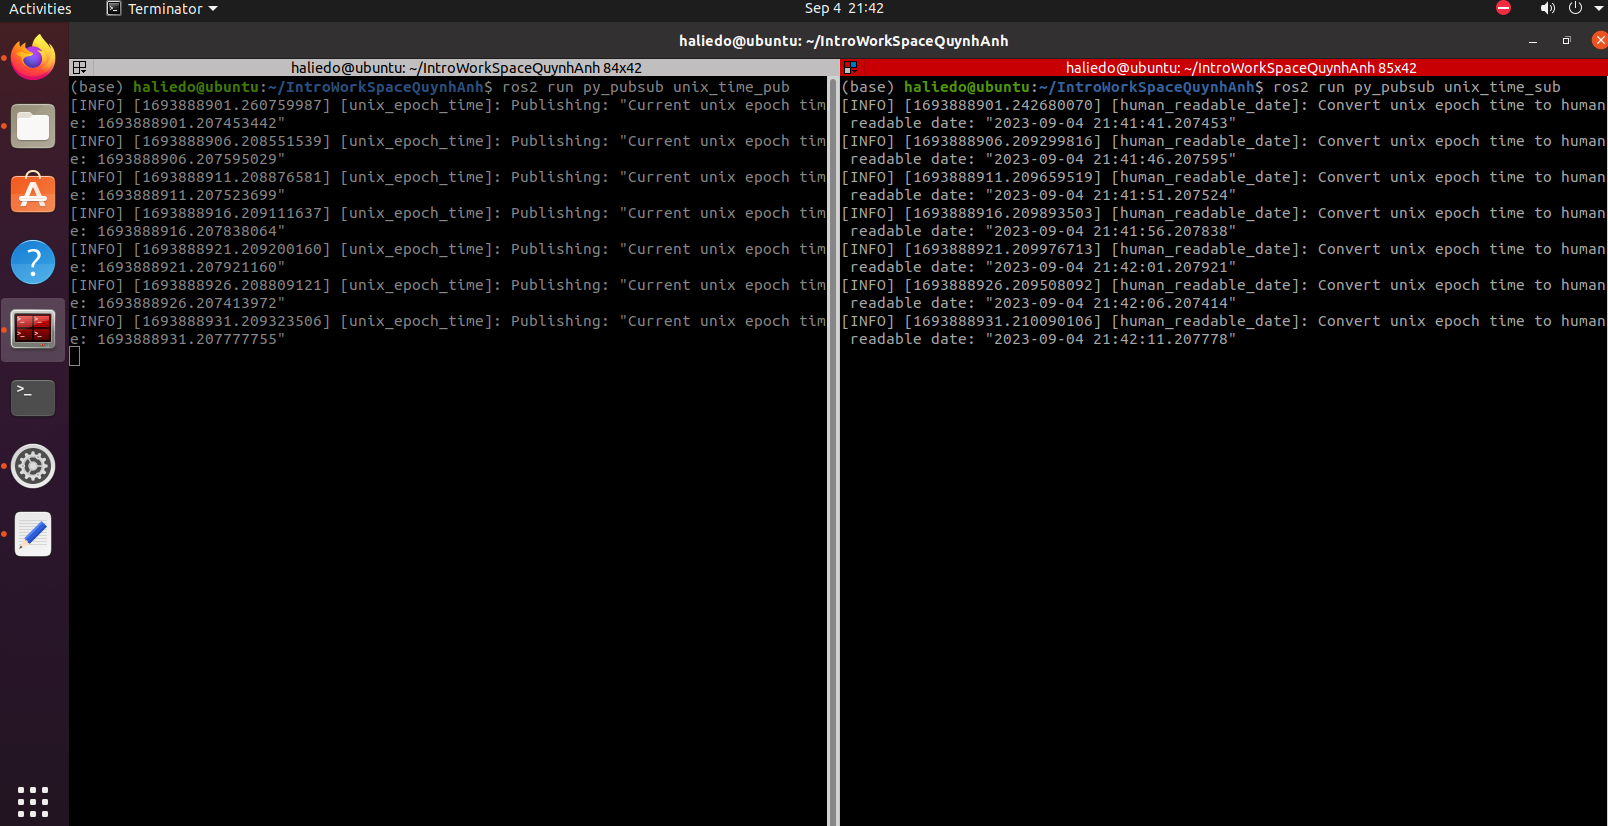 Activities
Terminator
Sep 4 21:42
haliedo@ubuntu: ~/IntroWorkSpaceQuynhAnh
haliedo@ubuntu: ~/IntroWorkSpaceQuynhAnh 84x42
(base) haliedo@ubuntu:~/IntroWorkSpaceQuynhAnh$ ros2 run py_pubsub unix_time_pub
[INFO] [1693888901.260759987] [unix_epoch_time]: Publishing: "Current unix epoch tim
e: 1693888901.207453442"
[INFO] [1693888906.208551539] [unix_epoch_time]: Publishing: "Current unix epoch tim
e: 1693888906.207595029"
[INFO] [1693888911.208876581] [unix_epoch_time]: Publishing: "Current unix epoch tim
e: 1693888911.207523699"
[INFO] [1693888916.209111637] [unix_epoch_time]: Publishing: "Current unix epoch tim
e: 1693888916.207838064"
[INFO] [1693888921.209200160] [unix_epoch_time]: Publishing: "Current unix epoch tim
e: 1693888921.207921160"
[INFO] [1693888926.208809121] [unix_epoch_time]: Publishing: "Current unix epoch tim
e: 1693888926.207413972"
[INFO] [1693888931.209323506] [unix_epoch_time]: Publishing: "Current unix epoch tim
e: 1693888931.207777755"
haliedo@ubuntu: ~/IntroWorkSpaceQuynhAnh 85x42
(base) haliedo@ubuntu:~/IntroWorkSpaceQuynhAnh$ ros2 run py_pubsub unix_time_sub
[INFO] [1693888901.242680070] [human_readable_date]: Convert unix epoch time to human
readable date: "2023-09-04 21:41:41.207453"
[INFO] [1693888906.209299816] [human_readable_date]: Convert unix epoch time to human
readable date: "2023-09-04 21:41:46.207595"
[INFO] [1693888911.209659519] [human_readable_date]: Convert unix epoch time to human
readable date: "2023-09-04 21:41:51.207524"
[INFO] [1693888916.209893503] [human_readable_date]: Convert unix epoch time to human
readable date: "2023-09-04 21:41:56.207838"
[INFO] [1693888921.209976713] [human_readable_date]: Convert unix epoch time to human
readable date: "2023-09-04 21:42:01.207921"
[INFO] [1693888926.209508092] [human_readable_date]: Convert unix epoch time to human
readable date: "2023-09-04 21:42:06.207414"
[INFO] [1693888931.210090106] [human_readable_date]: Convert unix epoch time to human
readable date: "2023-09-04 21:42:11.207778"